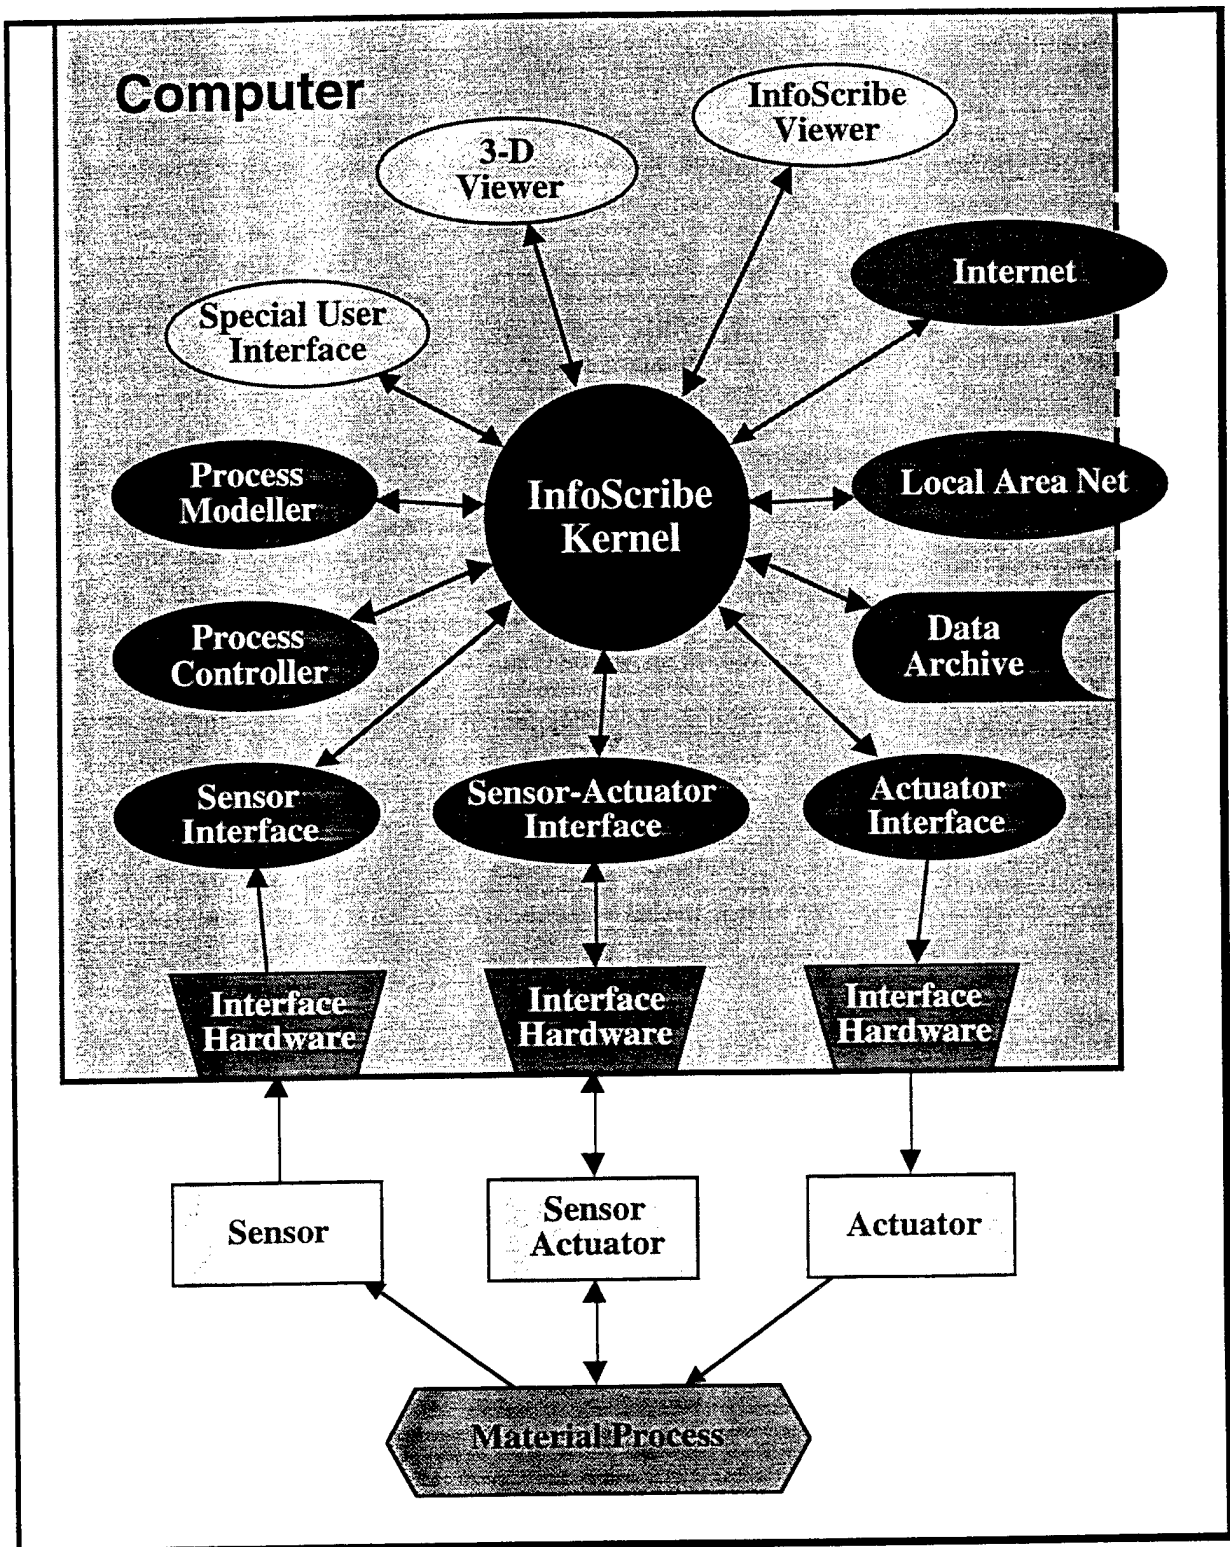 Computer
InfoScribe
Viewer
3-D
Viewer
Internet
Special User
Interface
Process
Modeller
InfoScribe
Kernel
Local Area Net
Process
Controller
Data
Archive
Sensor
Interface
Sensor-Actuator
Interface
Actuator
Interface
Interface
Hardware
Interface
Hardware
Interface
Hardware
Sensor
Sensor
Actuator
Actuator
Material Process